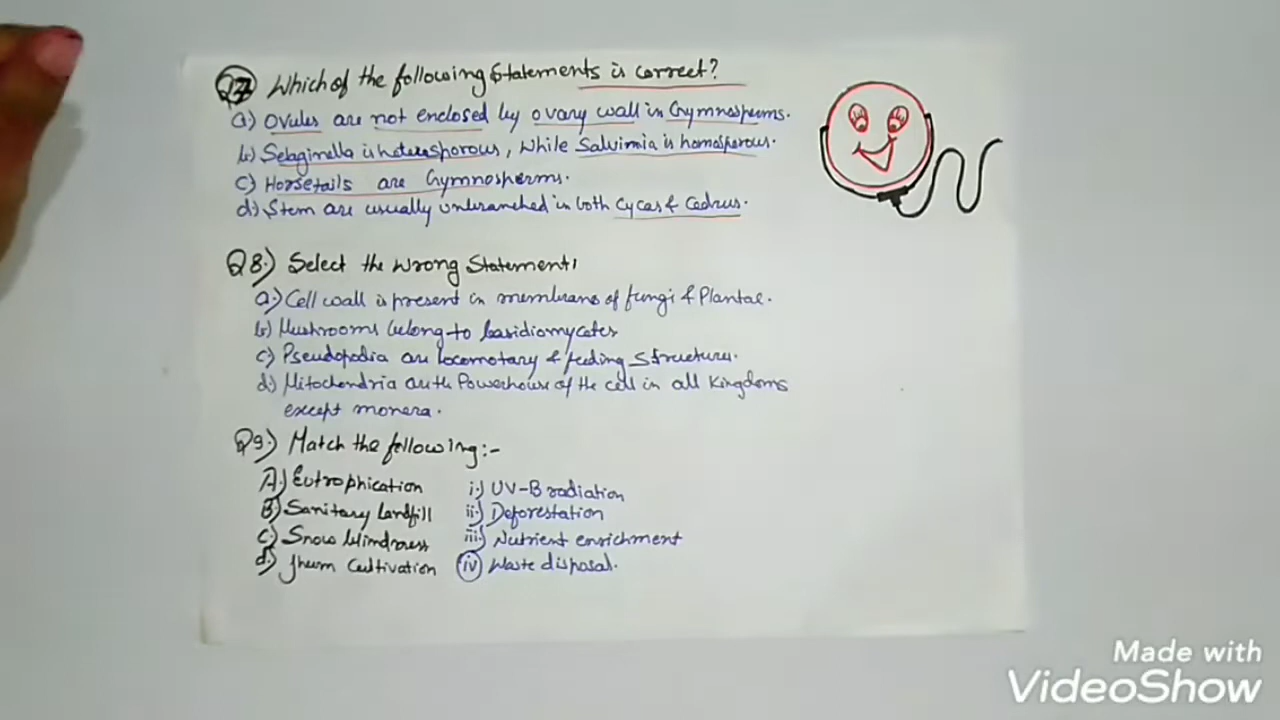 Q7 Which of the following Statements is correct?
a) Ovules are not enclosed by ovary wall in Gymnosperms.
b) Selaginella is heterosporous, while Salvinia is homosporous.
c) Horsetails are Gymnosperms.
d) Stem are usually unbranched in both Cycas & Cedrus.
Q8.) Select the Wrong Statement!
a) Cell wall is present in membrane of fungi & Plantae.
b) Mushrooms belong to basidiomycetes
c) Pseudopodia are locomotary & feeding Structures.
d) Mitochondria are the Powerhouse of the cell in all Kingdoms
except monera.
Q9.) Match the following:-
A.) Eutrophication i.) UV-B radiation
B.) Sanitary Landfill ii.) Deforestation
C) Snow blindness iii.) Nutrient enrichment
d.) Jhum Cultivation iv Waste disposal.
Made with
VideoShow